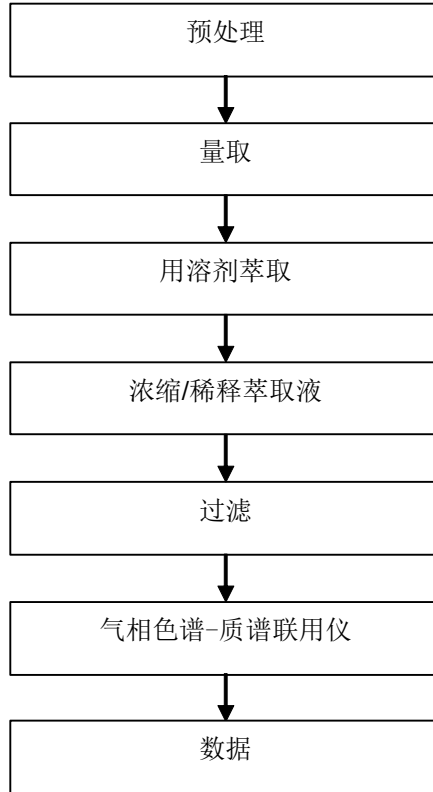 预处理
量取
用溶剂萃取
浓缩/稀释萃取液
过滤
气相色谱-质谱联用仪
数据